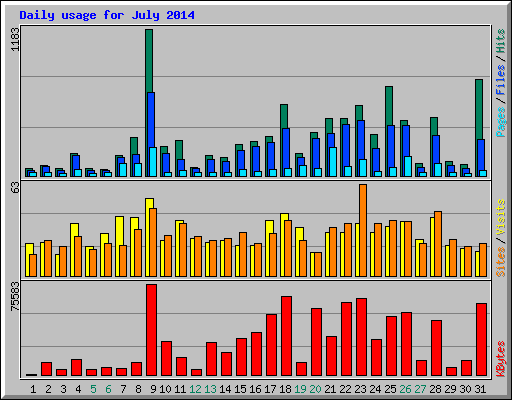 Daily usage for July 2014
1183
Pages / Files / Hits
63
Sites / Visits
75583
KBytes
1 2 3 4 5 6 7 8 9 10 11 12 13 14 15 16 17 18 19 20 21 22 23 24 25 26 27 28 29 30 31